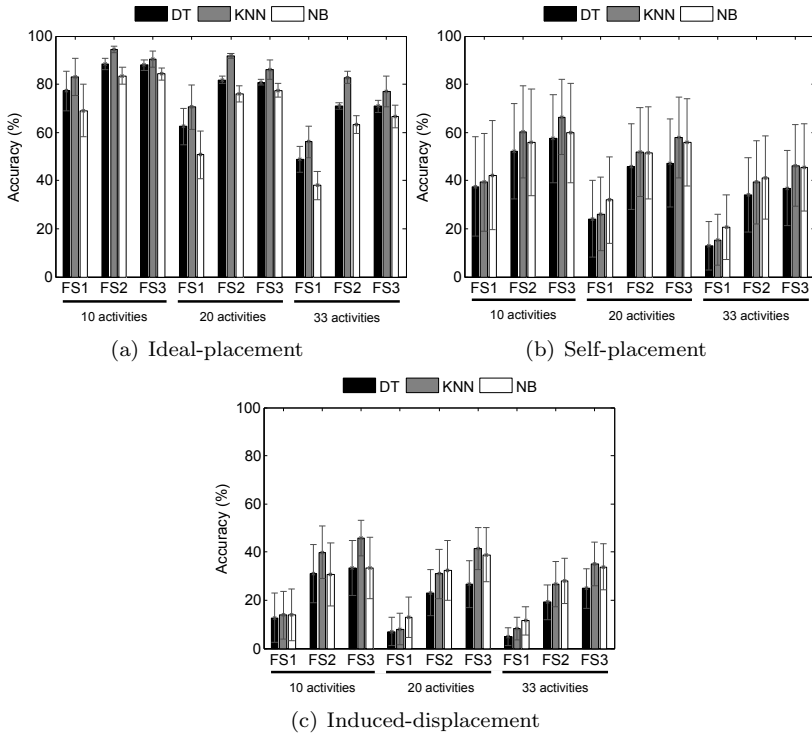 DT KNN NB
100
80
60
40
20
0
Accuracy (%)
FS1 FS2 FS3 FS1 FS2 FS3 FS1 FS2 FS3
10 activities 20 activities 33 activities
(a) Ideal-placement
DT KNN NB
100
80
60
40
20
0
Accuracy (%)
FS1 FS2 FS3 FS1 FS2 FS3 FS1 FS2 FS3
10 activities 20 activities 33 activities
(b) Self-placement
DT KNN NB
100
80
60
40
20
0
Accuracy (%)
FS1 FS2 FS3 FS1 FS2 FS3 FS1 FS2 FS3
10 activities 20 activities 33 activities
(c) Induced-displacement